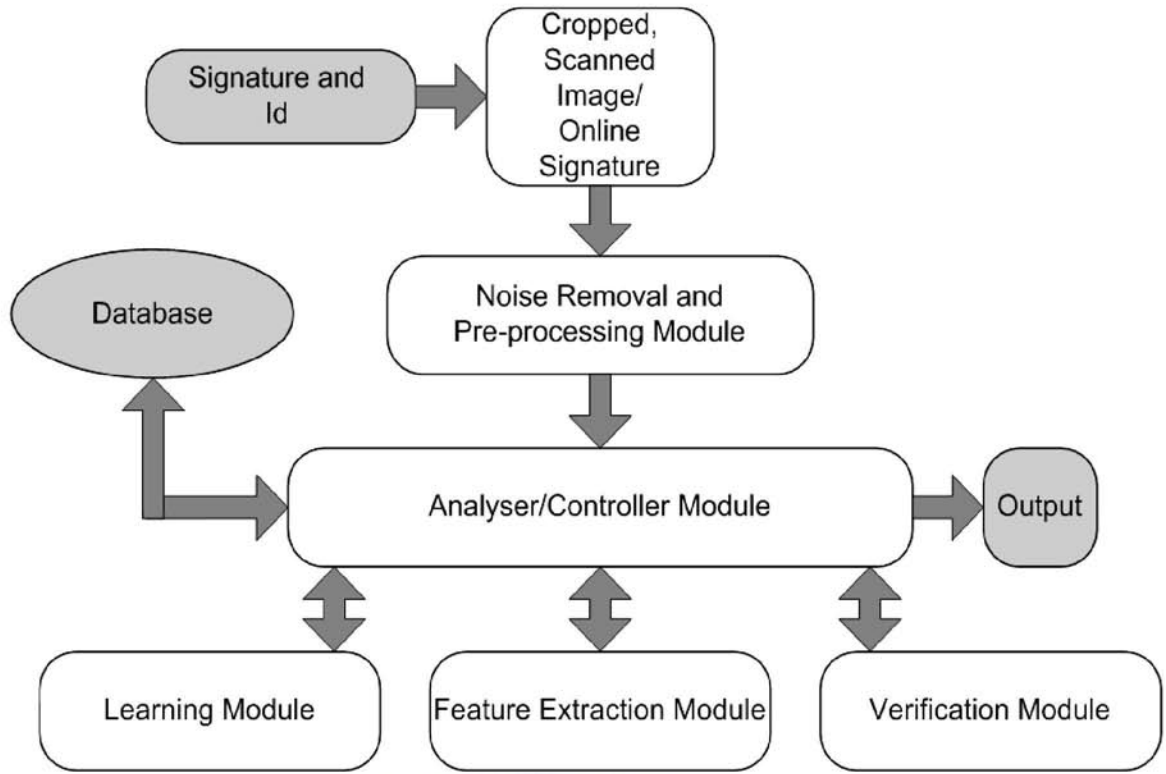 Signature and
Id
Cropped,
Scanned
Image/
Online
Signature
Noise Removal and
Pre-processing Module
Database
Analyser/Controller Module
Output
Learning Module
Feature Extraction Module
Verification Module